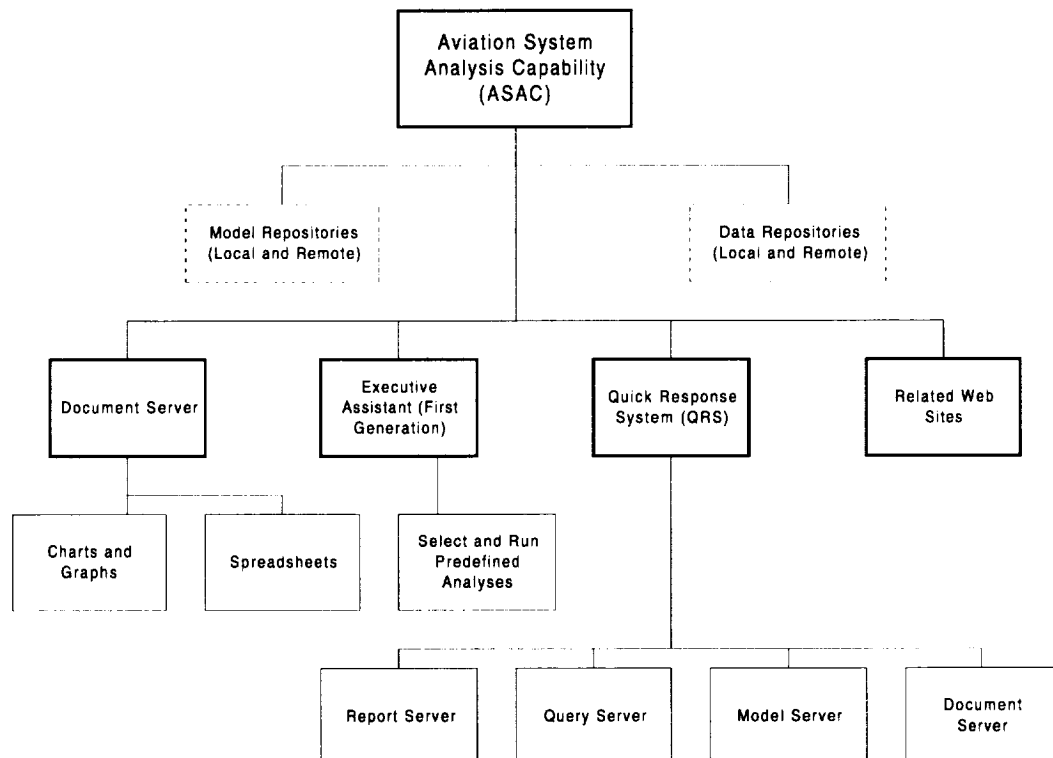 Aviation System
Analysis Capability
(ASAC)
Model Repositories
(Local and Remote)
Data Repositories
(Local and Remote)
Document Server
Executive
Assistant (First
Generation)
Quick Response
System (QRS)
Related Web
Sites
Charts and
Graphs
Spreadsheets
Select and Run
Predefined
Analyses
Report Server
Query Server
Model Server
Document
Server